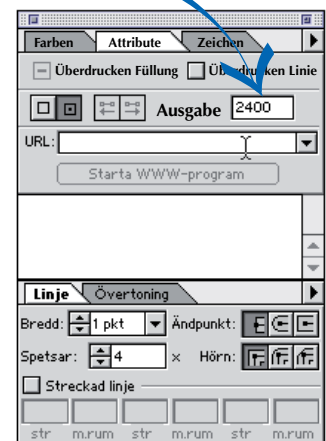 Farben Attribute Zeichen
Überdrucken Füllung Überdrucken Linie
Ausgabe 2400
URL:
Starta WWW-program
Linje Övertoning
Bredd: 1 pkt Ändpunkt:
Spetsar: 4 x Hörn:
Streckad linje
str m.rum str m.rum str m.rum